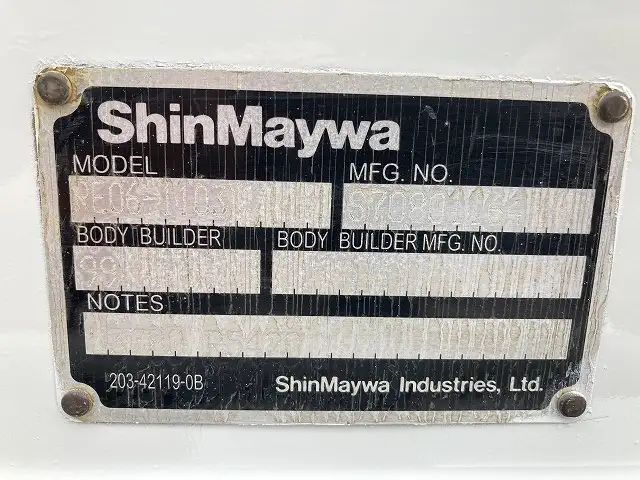 ShinMaywa
MODEL MFG. NO.
BODY BUILDER BODY BUILDER MFG. NO.
NOTES
203-42119-0B ShinMaywa Industries, Ltd.